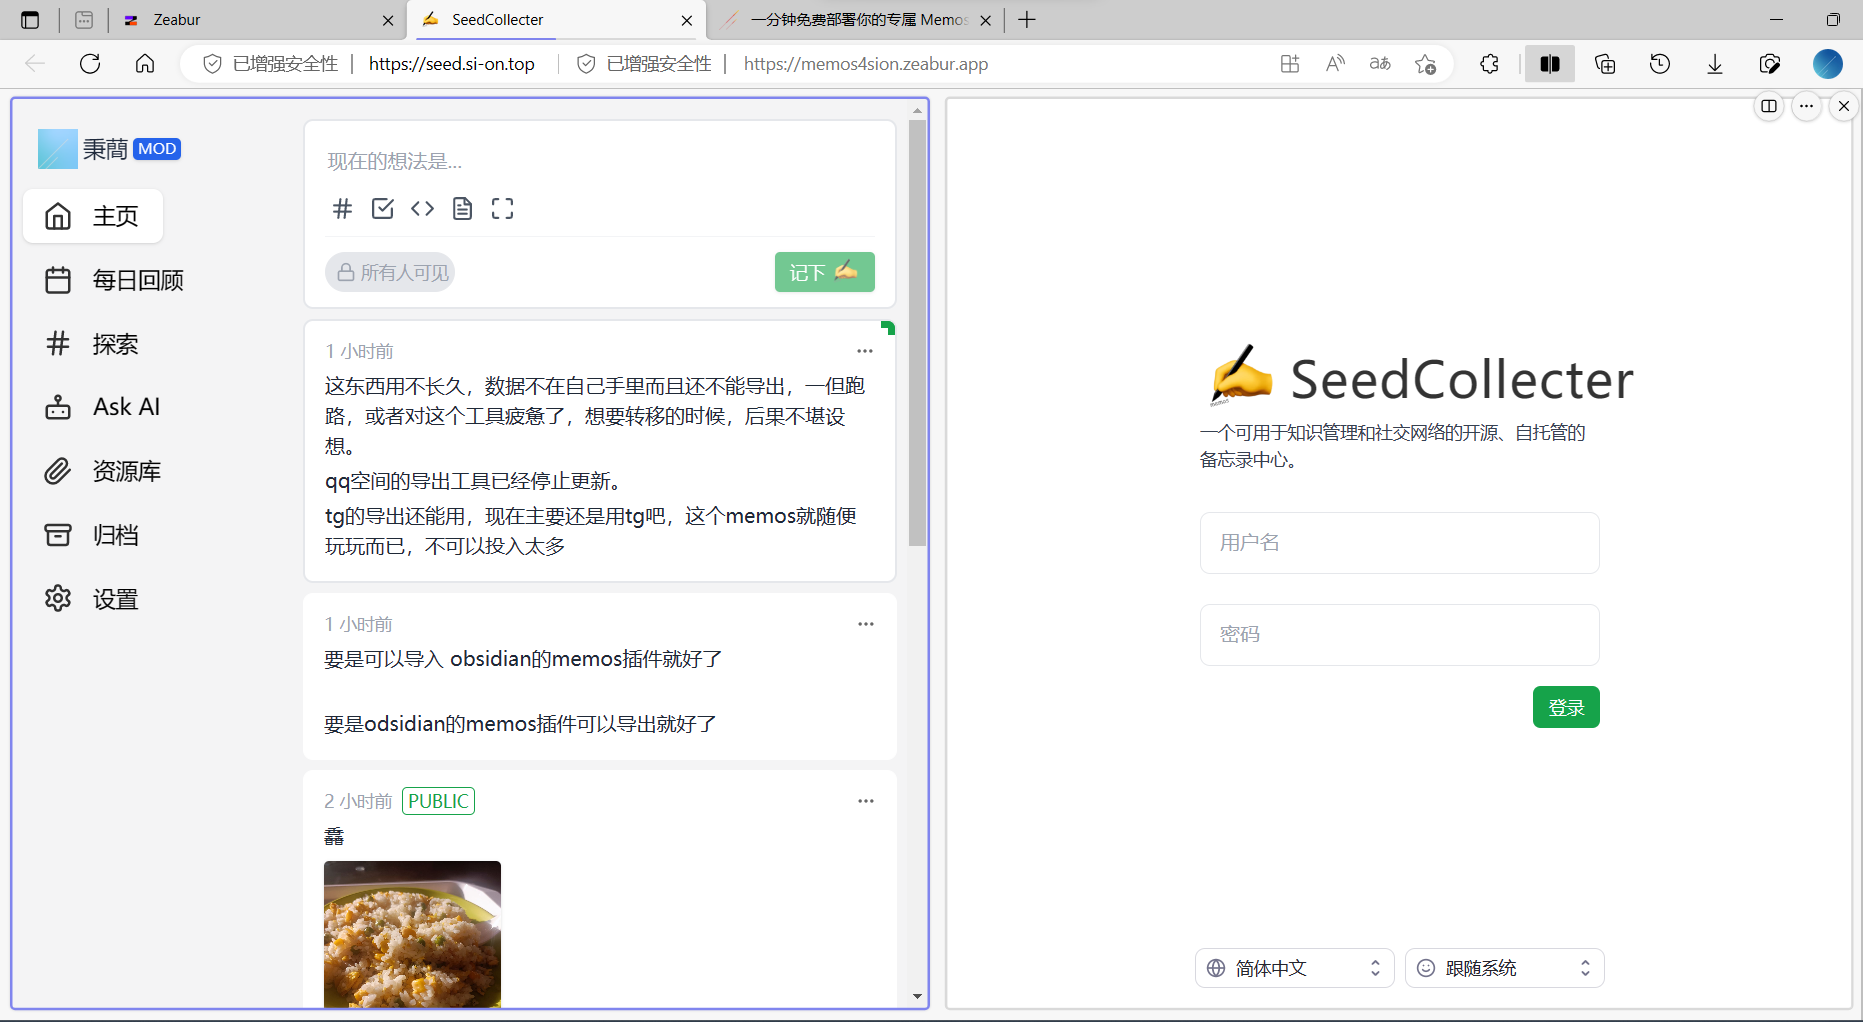 Zeabur
SeedCollecter
一分钟免费部署你的专属 Memos
已增强安全性
https://seed.si-on.top
已增强安全性
https://memos4sion.zeabur.app
秉蕳 MOD
主页
每日回顾
探索
Ask AI
资源库
归档
设置
现在的想法是...
所有人可见
记下
1 小时前
这东西用不长久，数据不在自己手里而且还不能导出，一但跑
路，或者对这个工具疲惫了，想要转移的时候，后果不堪设
想。
qq空间的导出工具已经停止更新。
tg的导出还能用，现在主要还是用tg吧，这个memos就随便
玩玩而已，不可以投入太多
1 小时前
要是可以导入 obsidian的memos插件就好了
要是odsidian的memos插件可以导出就好了
2 小时前 PUBLIC
memos
SeedCollecter
一个可用于知识管理和社交网络的开源、自托管的
备忘录中心。
用户名
密码
登录
简体中文
跟随系统